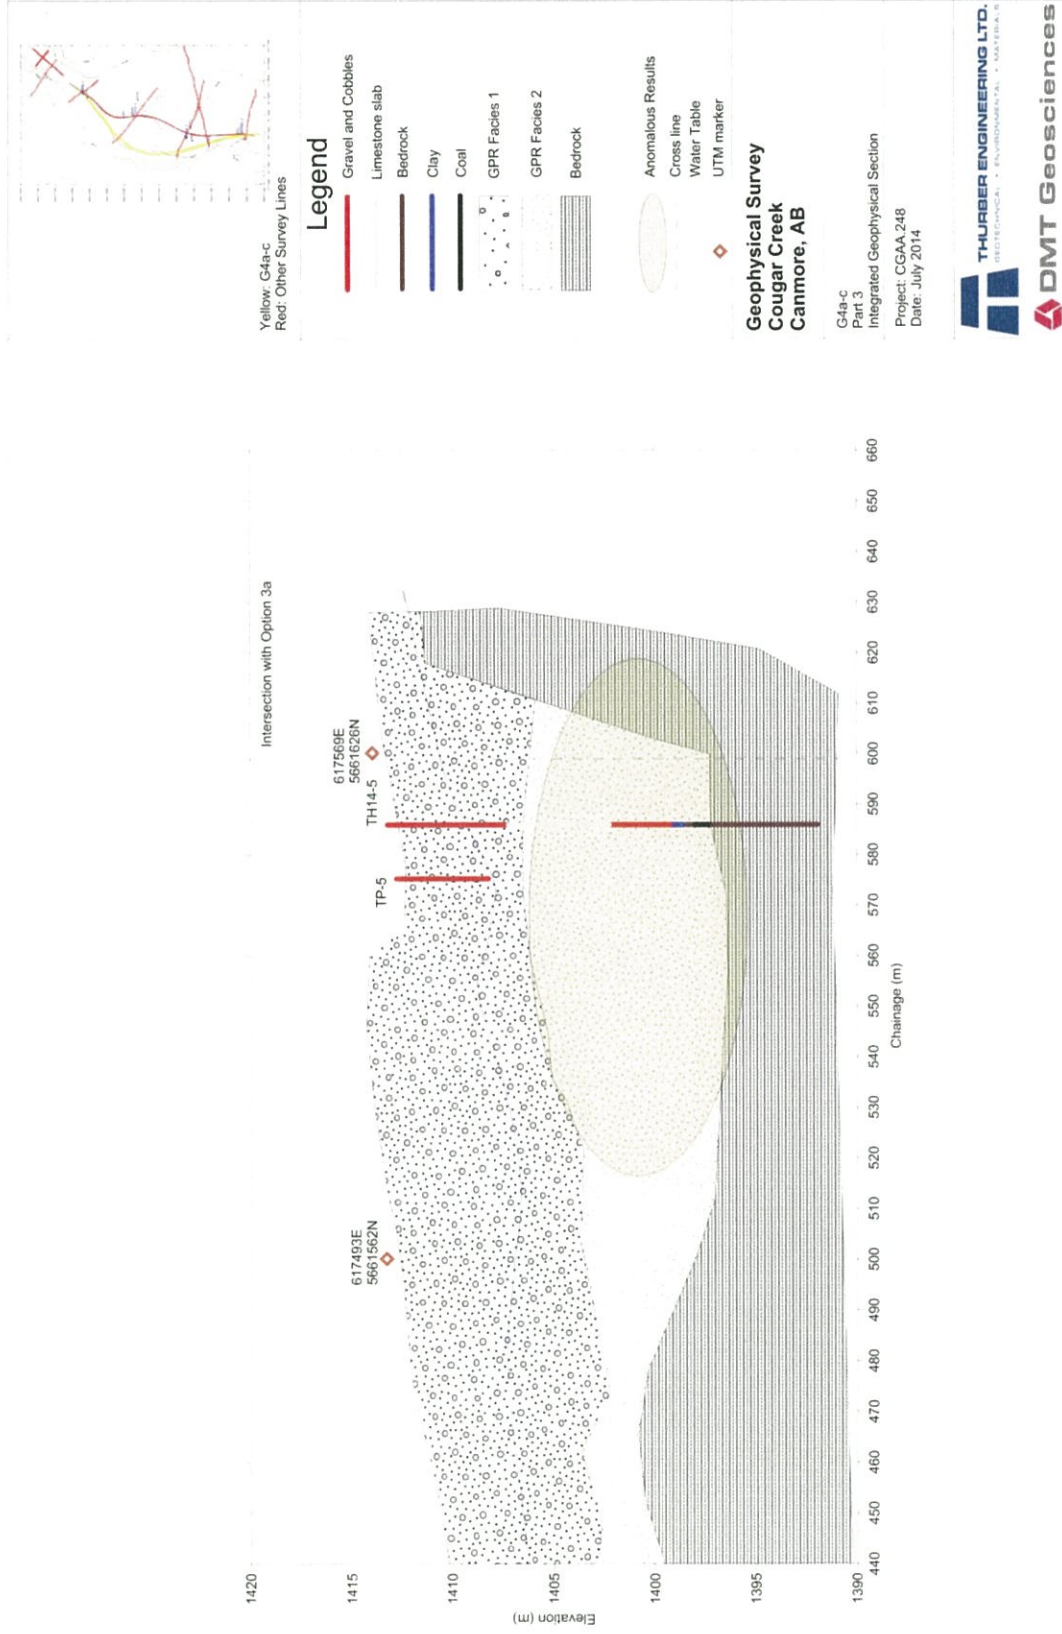 Intersection with Option 3a
617493E
5661562N
TP-5
TH14-5
617569E
5661626N
1420
1415
1410
1405
1400
1395
1390
Elevation (m)
440
450
460
470
480
490
500
510
520
530
540
550
560
570
580
590
600
610
620
630
640
650
660
Chainage (m)
Yellow: G4a-c
Red: Other Survey Lines
Legend
Gravel and Cobbles
Limestone slab
Bedrock
Clay
Coal
GPR Facies 1
GPR Facies 2
Bedrock
Anomalous Results
Cross line
Water Table
UTM marker
Geophysical Survey
Cougar Creek
Canmore, AB
G4a-c
Part 3
Integrated Geophysical Section
Project: CGAA.248
Date: July 2014
THURBER ENGINEERING LTD.
GEOTECHNICAL • ENVIRONMENTAL • MATERIALS
DMT Geosciences